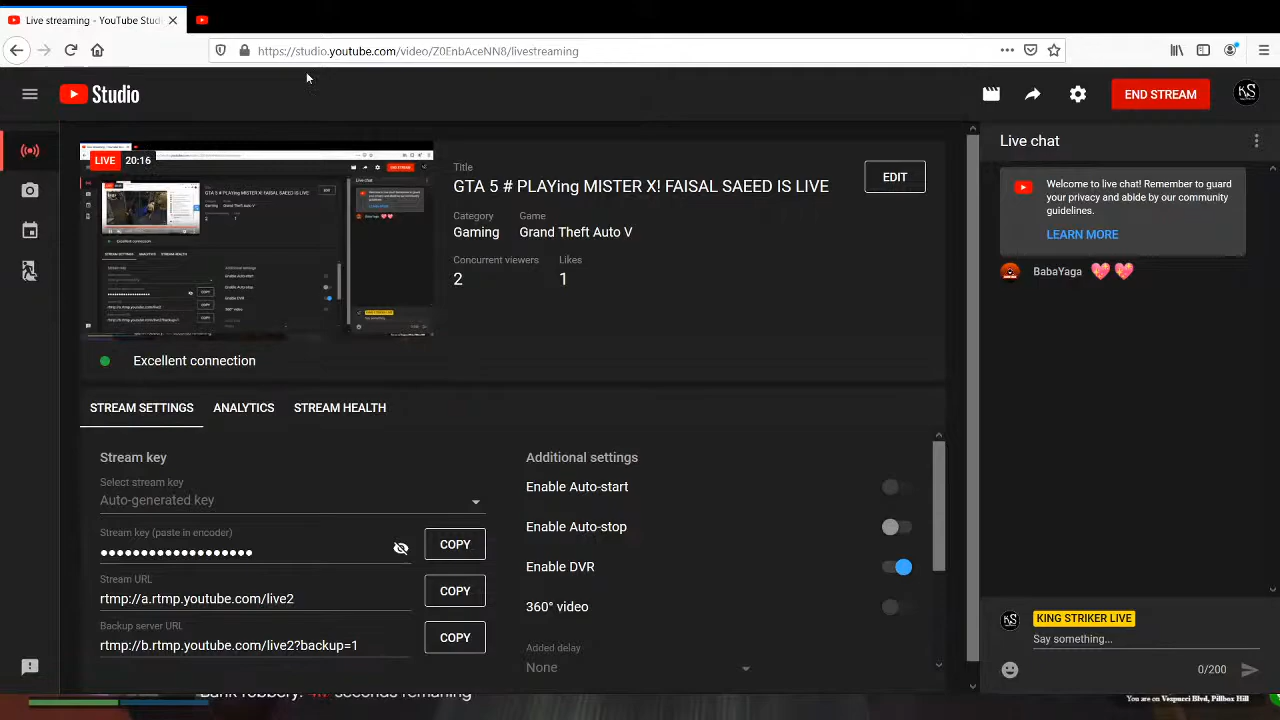 Live streaming - YouTube Stud
https://studio.youtube.com/video/Z0EnbAceNN8/livestreaming
Studio
END STREAM
KS
LIVE 20:16
Title
GTA 5 # PLAYing MISTER X! FAISAL SAEED IS LIVE
EDIT
Category
Game
Gaming
Grand Theft Auto V
Concurrent viewers
Likes
2
1
Excellent connection
STREAM SETTINGS
ANALYTICS
STREAM HEALTH
Stream key
Select stream key
Auto-generated key
Stream key (paste in encoder)
COPY
Stream URL
rtmp://a.rtmp.youtube.com/live2
COPY
Backup server URL
rtmp://b.rtmp.youtube.com/live2?backup=1
COPY
Additional settings
Enable Auto-start
Enable Auto-stop
Enable DVR
360° video
Added delay
None
Live chat
Welcome to live chat! Remember to guard
your privacy and abide by our community
guidelines.
LEARN MORE
BabaYaga
KS
KING STRIKER LIVE
Say something...
0/200
Bank robbery: seconds remaining
You are on Vespucci Blvd, Pillbox Hill